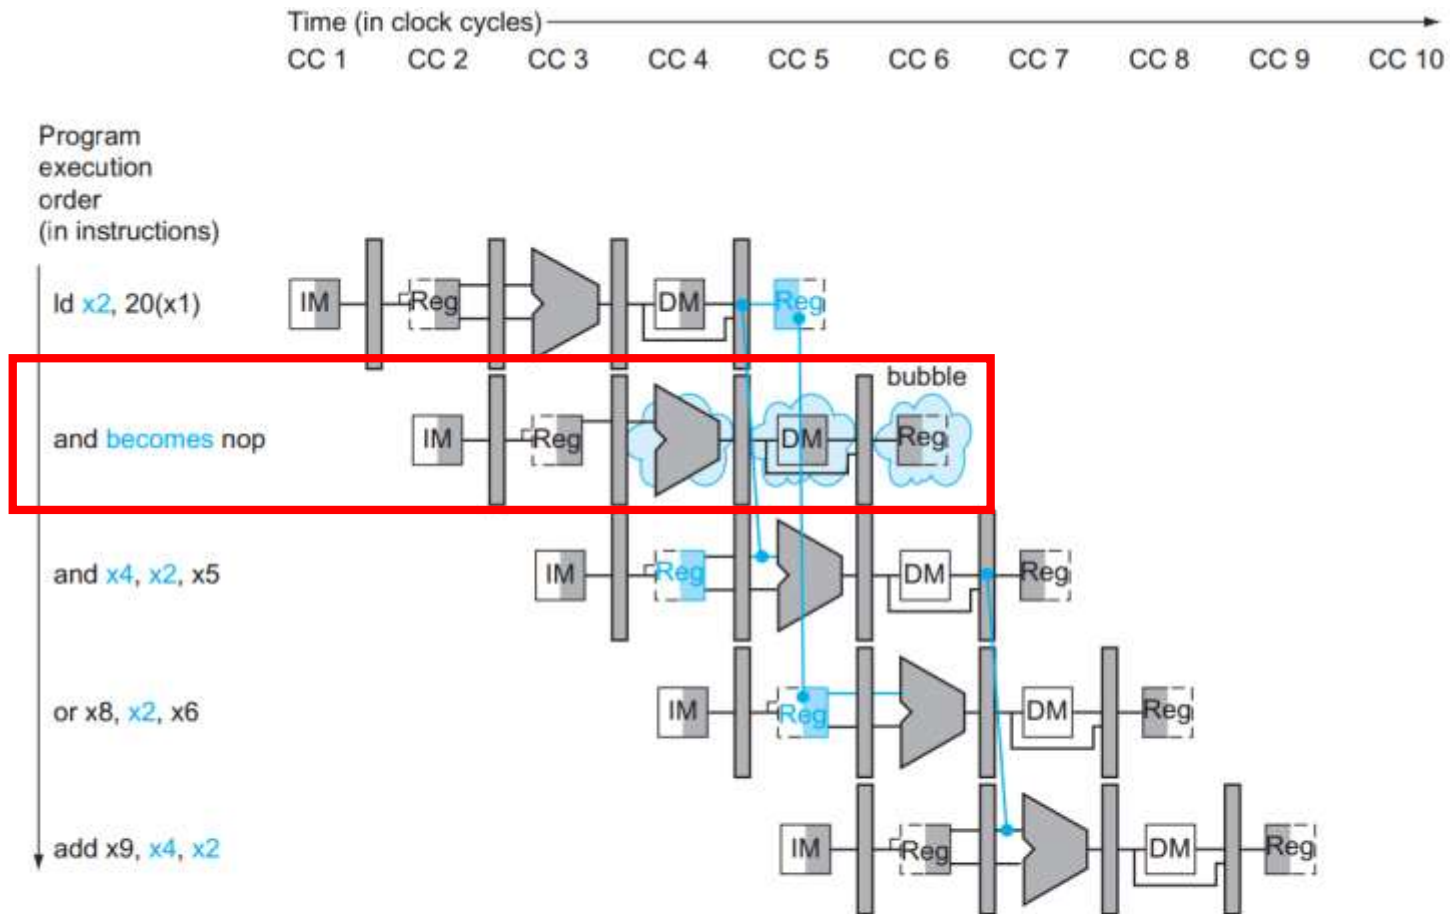 Time (in clock cycles)
CC 1 CC 2 CC 3 CC 4 CC 5 CC 6 CC 7 CC 8 CC 9 CC 10
Program
execution
order
(in instructions)
ld x2, 20(x1)
IM Reg DM Reg
bubble
and becomes nop
IM Reg DM Reg
and x4, x2, x5
IM Reg DM Reg
or x8, x2, x6
IM Reg DM Reg
add x9, x4, x2
IM Reg DM Reg